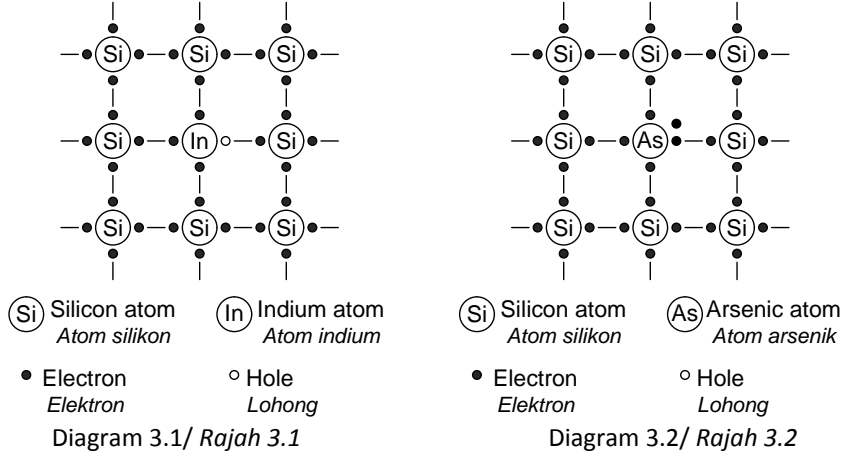 Si Si Si
Si In Si
Si Si Si
Si Silicon atom In Indium atom
Atom silikon Atom indium
Electron Hole
Elektron Lohong
Diagram 3.1/ Rajah 3.1
Si Si Si
Si As Si
Si Si Si
Si Silicon atom As Arsenic atom
Atom silikon Atom arsenik
Electron Hole
Elektron Lohong
Diagram 3.2/ Rajah 3.2